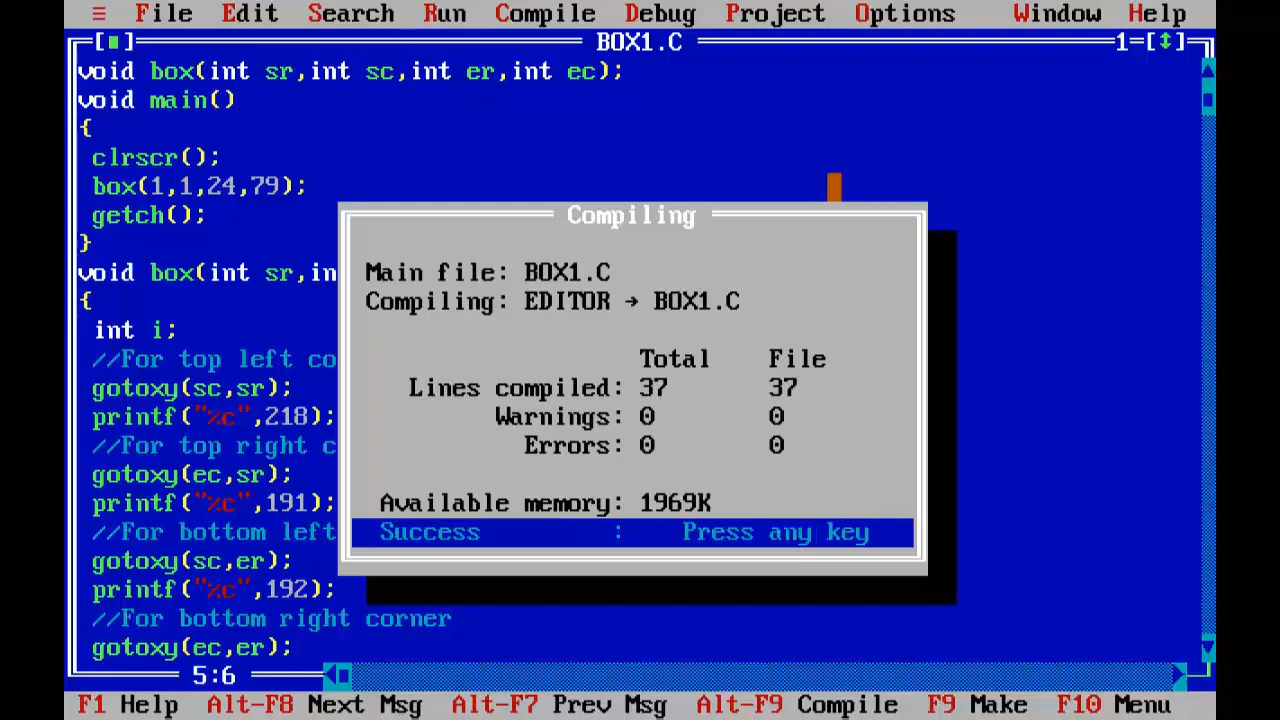 ≡ File Edit Search Run Compile Debug Project Options Window Help
[■] BOX1.C 1=[↕]
void box(int sr,int sc,int er,int ec);
void main()
{
clrscr();
box(1,1,24,79);
getch();
}
void box(int sr,in
{
int i;
//For top left co
gotoxy(sc,sr);
printf("%c",218);
//For top right c
gotoxy(ec,sr);
printf("%c",191);
//For bottom left
gotoxy(sc,er);
printf("%c",192);
//For bottom right corner
gotoxy(ec,er);
5:6
Compiling
Main file: BOX1.C
Compiling: EDITOR → BOX1.C
Total File
Lines compiled: 37 37
Warnings: 0 0
Errors: 0 0
Available memory: 1969K
Success : Press any key
F1 Help Alt-F8 Next Msg Alt-F7 Prev Msg Alt-F9 Compile F9 Make F10 Menu